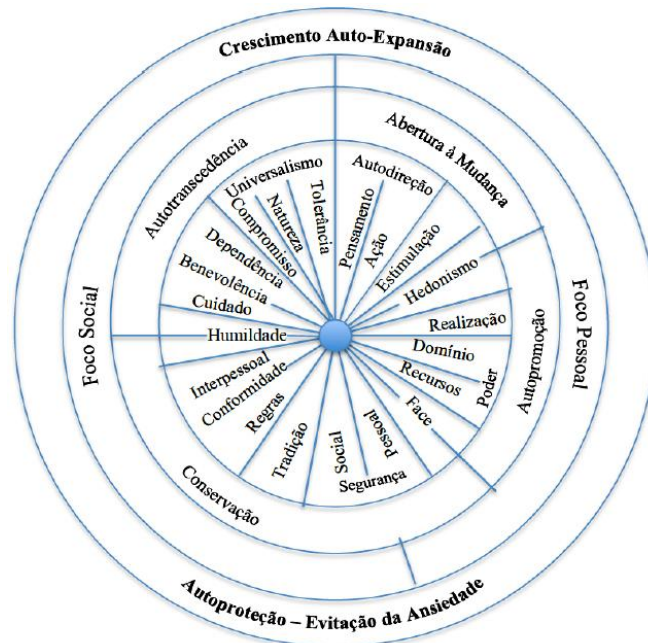 Crescimento Auto-Expansão
Abertura à Mudança
Autotranscedência
Universalismo
Natureza
Compromisso
Tolerância
Autodireção
Pensamento
Ação
Estimulação
Hedonismo
Dependência
Benevolência
Cuidado
Humildade
Realização
Domínio
Recursos
Poder
Face
Autopromoção
Foco Social
Foco Pessoal
Interpessoal
Conformidade
Regras
Tradição
Social
Pessoal
Segurança
Conservação
Autoproteção – Evitação da Ansiedade